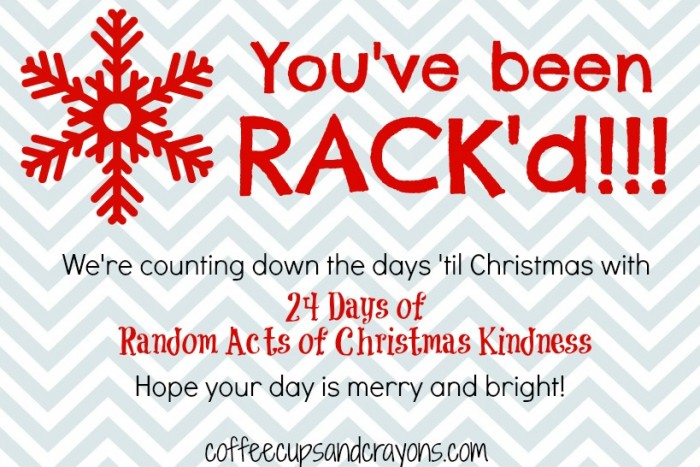 You've been
RACK'd!!!
We're counting down the days 'til Christmas with
24 Days of
Random Acts of Christmas Kindness
Hope your day is merry and bright!
coffeecupsandcrayons.com